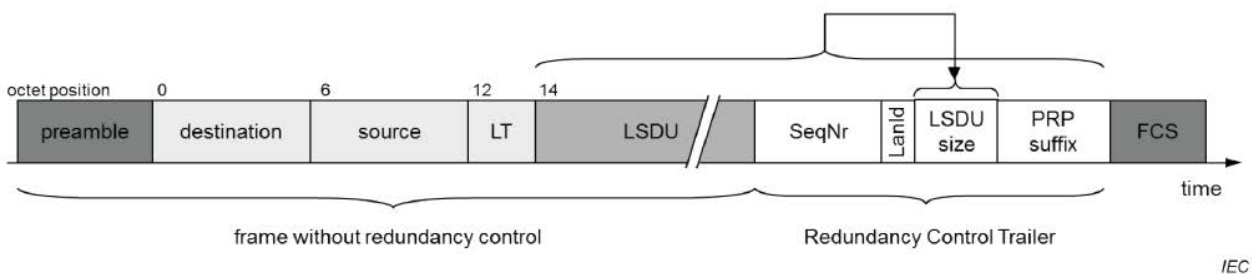 octet position 0 6 12 14
preamble destination source LT LSDU SeqNr LanId LSDU size PRP suffix FCS
time
frame without redundancy control Redundancy Control Trailer
IEC